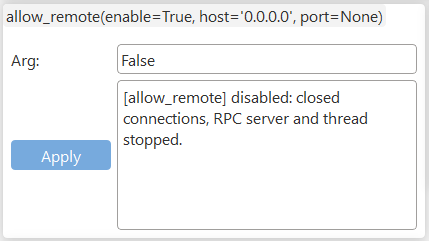 allow_remote(enable=True, host='0.0.0.0', port=None)
Arg:
False
[allow_remote] disabled: closed
connections, RPC server and thread
stopped.
Apply